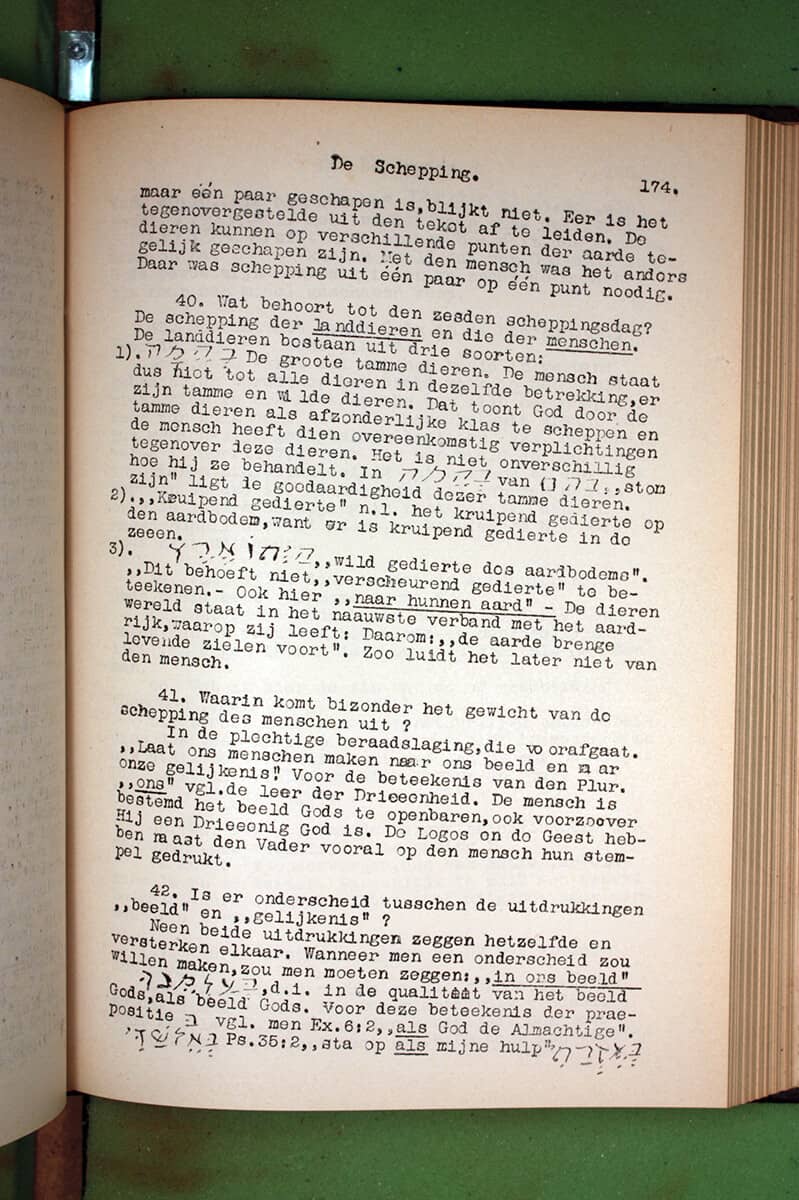 De Schepping.
174.
maar één paar geschapen is,blijkt niet. Eer is het
tegenovergestelde uit den tekst af te leiden. De
dieren kunnen op verschillende punten der aarde te-
gelijk geschapen zijn. Met den mensch was het anders
Daar was schepping uit één paar op één punt noodig.
40. Wat behoort tot den zesden scheppingsdag?
De schepping der landdieren en die der menschen.
De landdieren bestaan uit drie soorten:
1). בהמה De groote tamme dieren. De mensch staat
dus niet tot alle dieren in dezelfde betrekking,er
zijn tamme en wilde dieren. Dat toont God door de
tamme dieren als afzonderlijke klas te scheppen en
de mensch heeft dien overeenkomstig verplichtingen
tegenover deze dieren. Het is niet onverschillig
hoe hij ze behandelt. In בהמה van בהם ,,stom
zijn" ligt de goedaardigheid dezer tamme dieren.
2).,,Kruipend gedierte" n.l. het kruipend gedierte op
den aardbodem,want er is kruipend gedierte in de
zeeen.
3). ,,wild gedierte des aardbodems".
,,Dit behoeft niet,,verscheurend gedierte" te be-
teekenen.- Ook hier ,,naar hunnen aard" - De dieren
wereld staat in het naauwste verband met het aard-
rijk,waarop zij leeft: Daarom:,,de aarde brenge
levende zielen voort". Zoo luidt het later niet van
den mensch.
41. Waarin komt bizonder het gewicht van de
schepping des menschen uit ?
In de plechtige beraadslaging,die voorafgaat.
,,Laat ons menschen maken naar ons beeld en naar
onze gelijkenis" Voor de beteekenis van den Plur.
,,ons" vgl.de leer der Drieeenheid. De mensch is
bestemd het beeld Gods te openbaren,ook voorzoover
Hij een Drieeenig God is. De Logos en de Geest heb-
ben naast den Vader vooral op den mensch hun stem-
pel gedrukt.
42. Is er onderscheid tusschen de uitdrukkingen
,,beeld" en ,,gelijkenis" ?
Neen beide uitdrukkingen zeggen hetzelfde en
versterken elkaar. Wanneer men een onderscheid zou
willen maken,zou men moeten zeggen:,,in ons beeld"
,d.i. in de qualitäät van het beeld
Gods,als beeld Gods. Voor deze beteekenis der prae-
positie ב vgl. men Ex.6:2,,als God de Almachtige".
Ps.35:2,,sta op als mijne hulp"